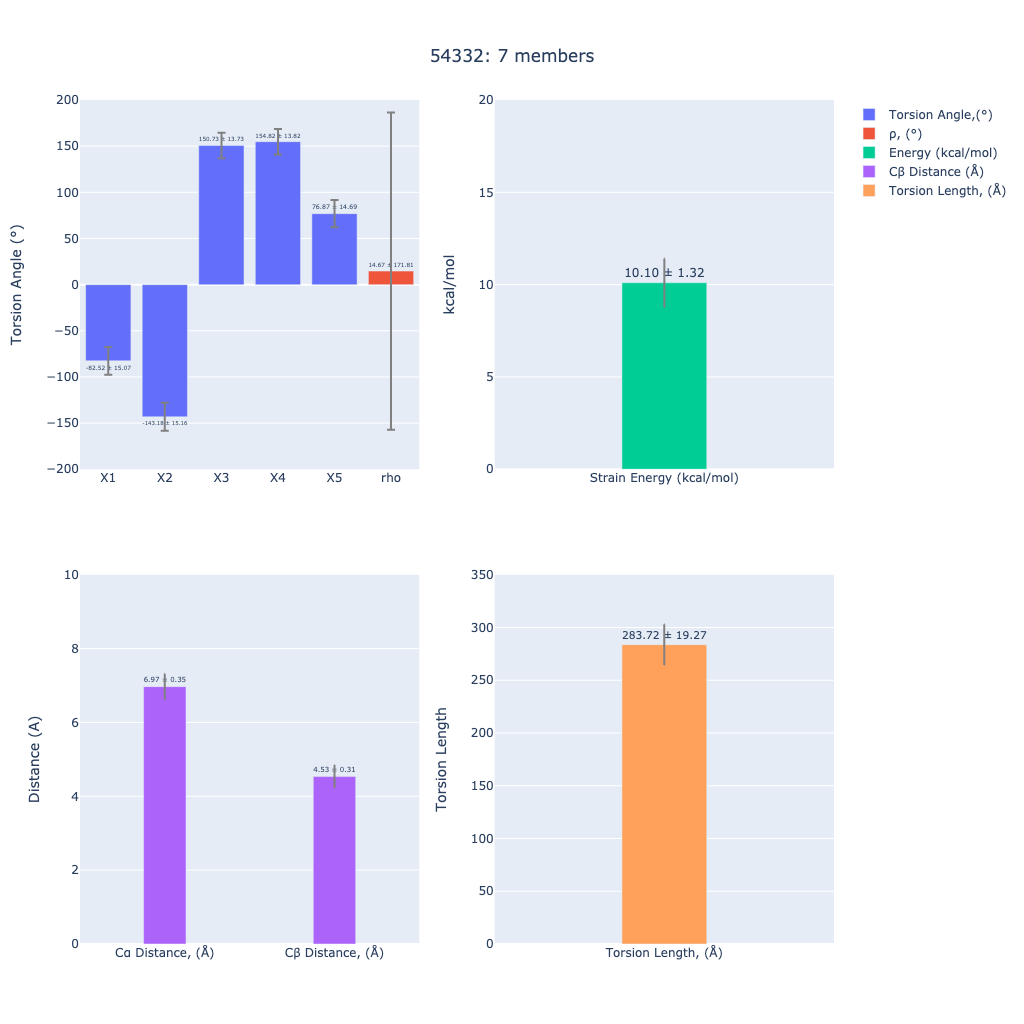 54332: 7 members
Torsion Angle (°)
200
150
100
50
0
−50
−100
−150
−200
-82.52 ± 15.07
-143.18 ± 15.16
150.73 ± 13.73
154.82 ± 13.82
76.87 ± 14.69
14.67 ± 171.81
X1 X2 X3 X4 X5 rho
kcal/mol
20
15
10
5
0
10.10 ± 1.32
Strain Energy (kcal/mol)
Torsion Angle,(°)
ρ, (°)
Energy (kcal/mol)
Cβ Distance (Å)
Torsion Length, (Å)
Distance (A)
10
8
6
4
2
0
6.97 ± 0.35
4.53 ± 0.31
Cα Distance, (Å) Cβ Distance, (Å)
Torsion Length
350
300
250
200
150
100
50
0
283.72 ± 19.27
Torsion Length, (Å)